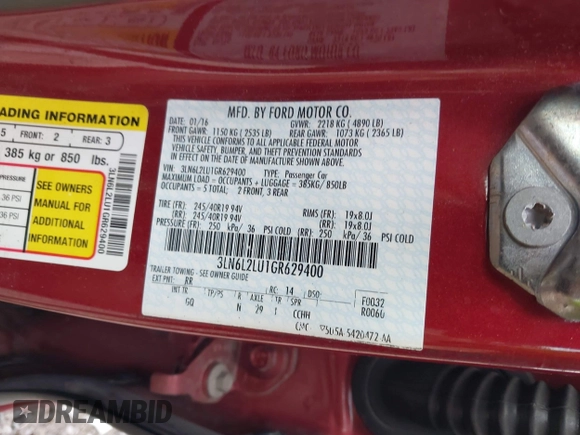 ADING INFORMATION
5 FRONT: 2 REAR: 3
385 kg or 850 lbs.
36 PSI
36 PSI
SEE OWNERS
MANUAL FOR
ADDITIONAL
INFORMATION
3LN6L2LU1GR629400
MFD. BY FORD MOTOR CO.
DATE: 01/16 GVWR: 2218 KG ( 4890 LB)
FRONT GAWR: 1150 KG ( 2535 LB) REAR GAWR: 1073 KG ( 2365 LB)
THIS VEHICLE CONFORMS TO ALL APPLICABLE FEDERAL MOTOR
VEHICLE SAFETY, BUMPER, AND THEFT PREVENTION STANDARDS
IN EFFECT ON THE DATE OF MANUFACTURE SHOWN ABOVE.
VIN: 3LN6L2LU1GR629400 TYPE: Passenger Car
MAXIMUM LOAD = OCCUPANTS + LUGGAGE = 385KG/ 850LB
OCCUPANTS = 5 TOTAL: 2 FRONT, 3 REAR
TIRE (FR): 245/40R19 94V RIMS (FR): 19x8.0J
(RR): 245/40R19 94V (RR): 19x8.0J
PRESSURE (FR): 250 kPa/ 36 PSI COLD (RR): 250 kPa/ 36 PSI COLD
3LN6L2LU1GR629400
TRAILER TOWING - SEE OWNER GUIDE
EXT PNT: RR RC: 14 DSO:
INT TR TP/PS R AXLE TR SPR
GQ N 29 1 CCHH
F0032
R0060
DREAMBID